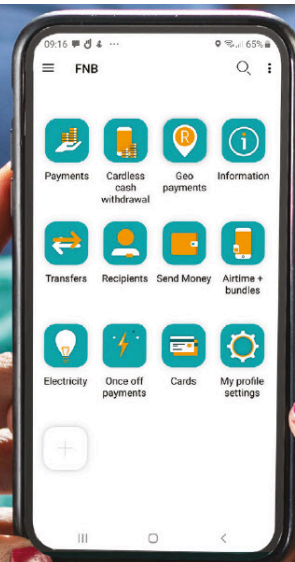 09:16
65%
FNB
Payments
Cardless
cash
withdrawal
Geo
payments
Information
Transfers
Recipients
Send Money
Airtime +
bundles
Electricity
Once off
payments
Cards
My profile
settings